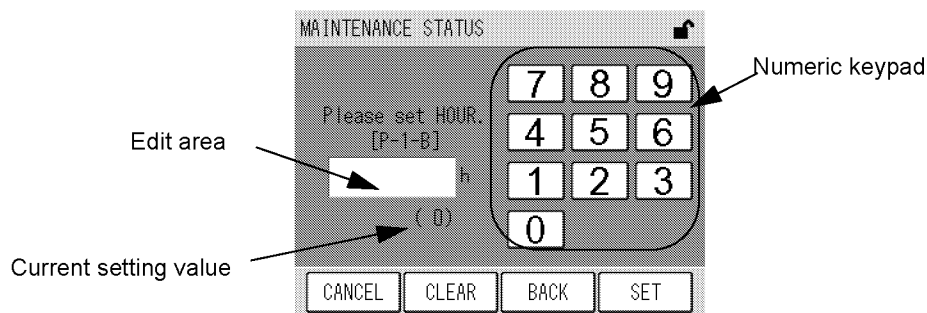 MAINTENANCE STATUS
Numeric keypad
7 8 9
Please set HOUR.
[P-1-B]
4 5 6
Edit area
h
1 2 3
( 0)
0
Current setting value
CANCEL CLEAR BACK SET